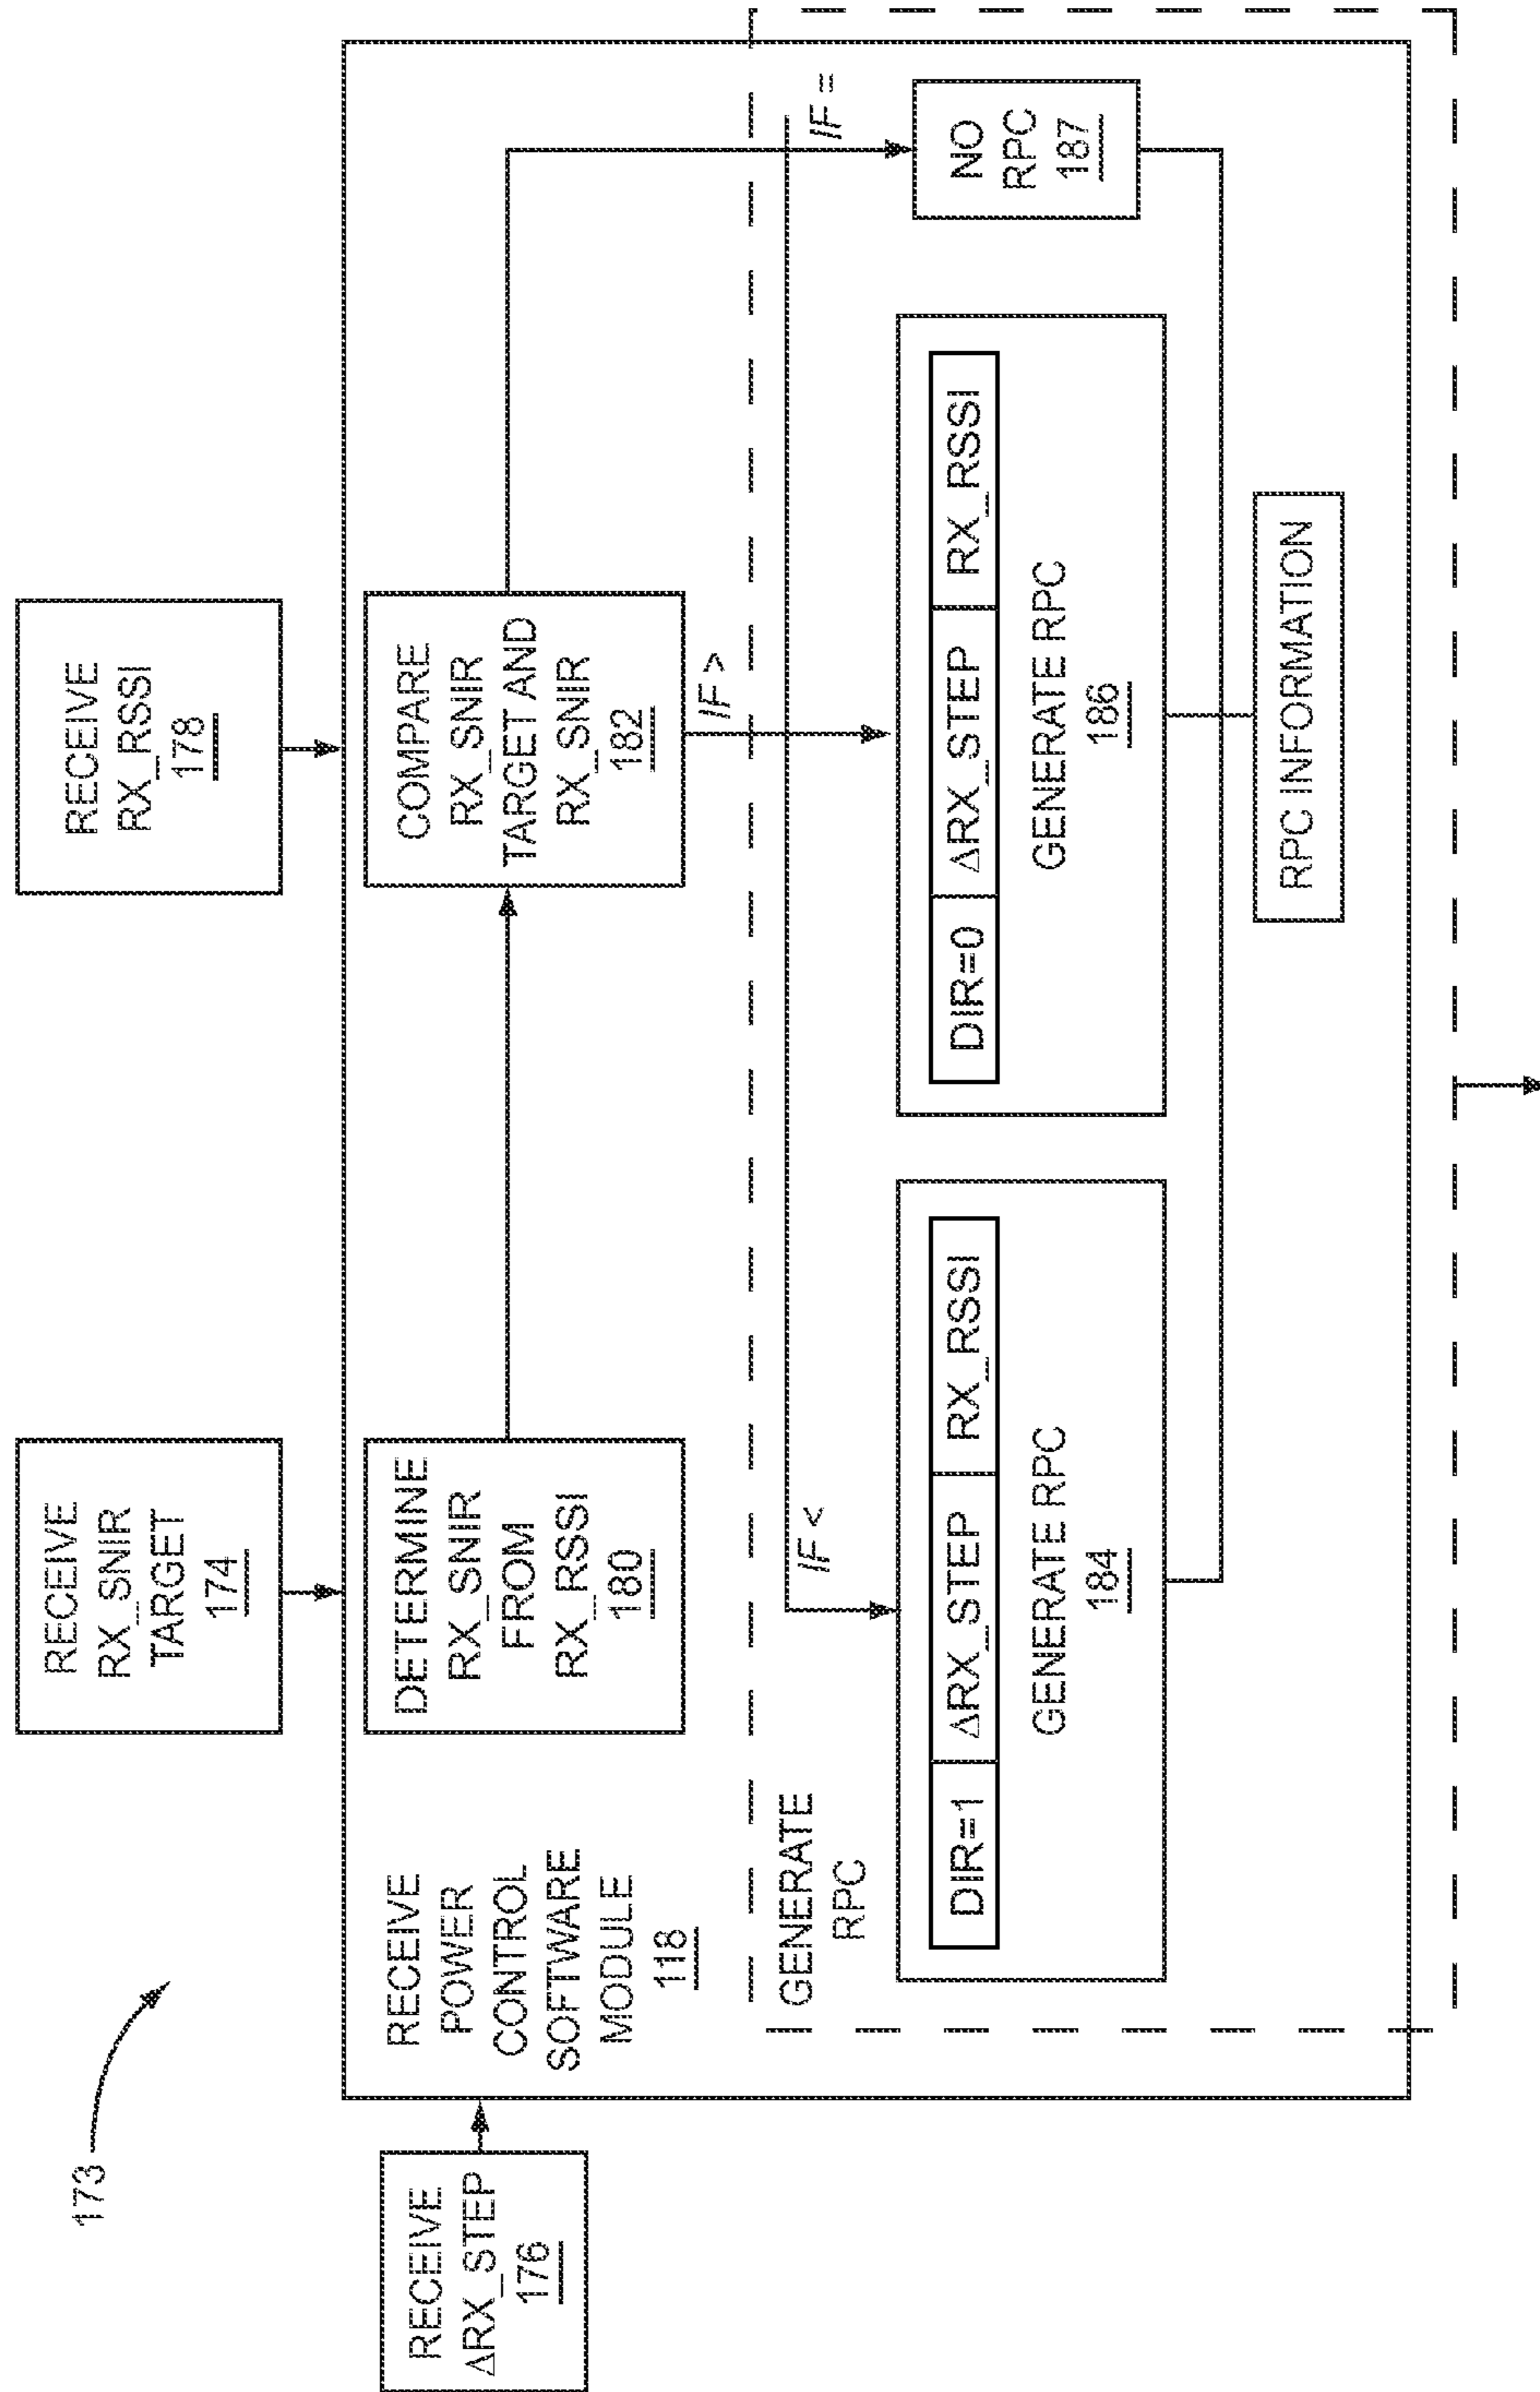 173
RECEIVE
RX_SNIR
TARGET
174
RECEIVE
RX_RSSI
178
RECEIVE
ΔRX_STEP
176
RECEIVE
POWER
CONTROL
SOFTWARE
MODULE
118
DETERMINE
RX_SNIR
FROM
RX_RSSI
180
COMPARE
RX_SNIR
TARGET AND
RX_SNIR
182
IF >
GENERATE
RPC
IF <
IF =
DIR=1 ΔRX_STEP RX_RSSI
GENERATE RPC
184
DIR=0 ΔRX_STEP RX_RSSI
GENERATE RPC
186
NO
RPC
187
RPC INFORMATION